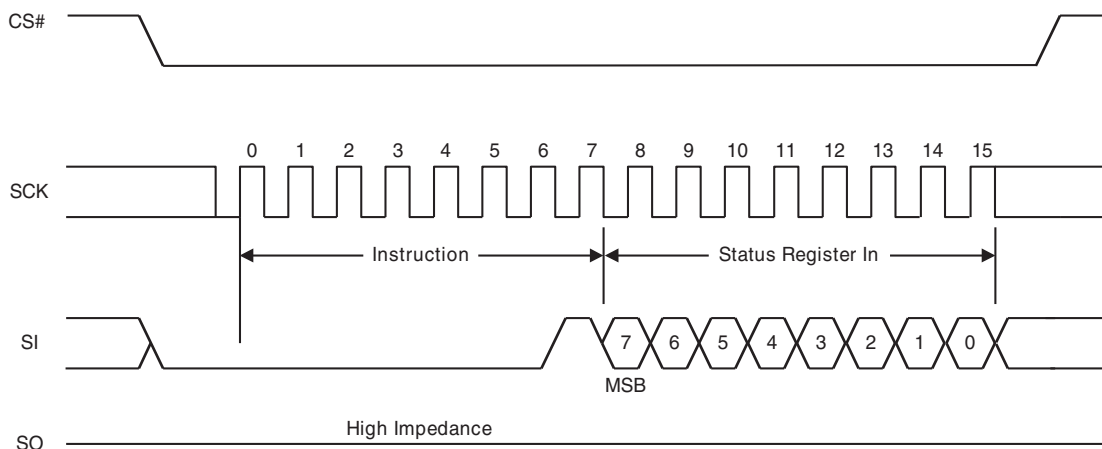 CS#
0 1 2 3 4 5 6 7 8 9 10 11 12 13 14 15
SCK
Instruction Status Register In
SI 7 6 5 4 3 2 1 0
MSB
High Impedance
SO